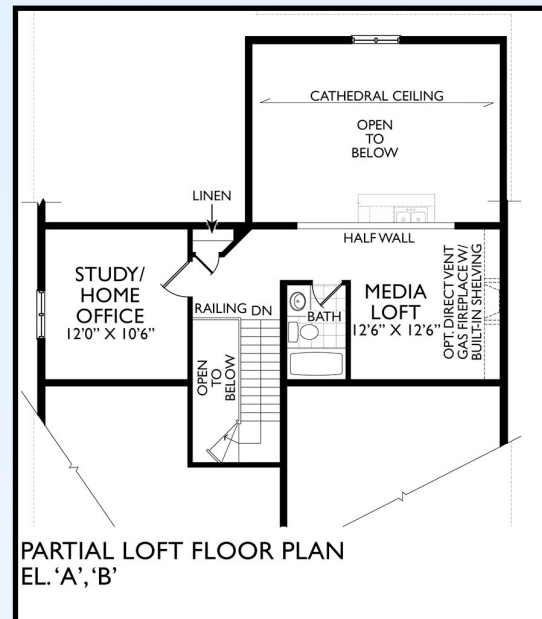 CATHEDRAL CEILING
OPEN
TO
BELOW
LINEN
HALF WALL
STUDY/
HOME
OFFICE
12'0" X 10'6"
RAILING DN
OPEN
TO
BELOW
BATH
MEDIA
LOFT
12'6" X 12'6"
OPT. DIRECT VENT
GAS FIREPLACE W/
BUILT-IN SHELVING
PARTIAL LOFT FLOOR PLAN
EL. ‘A’, ‘B’